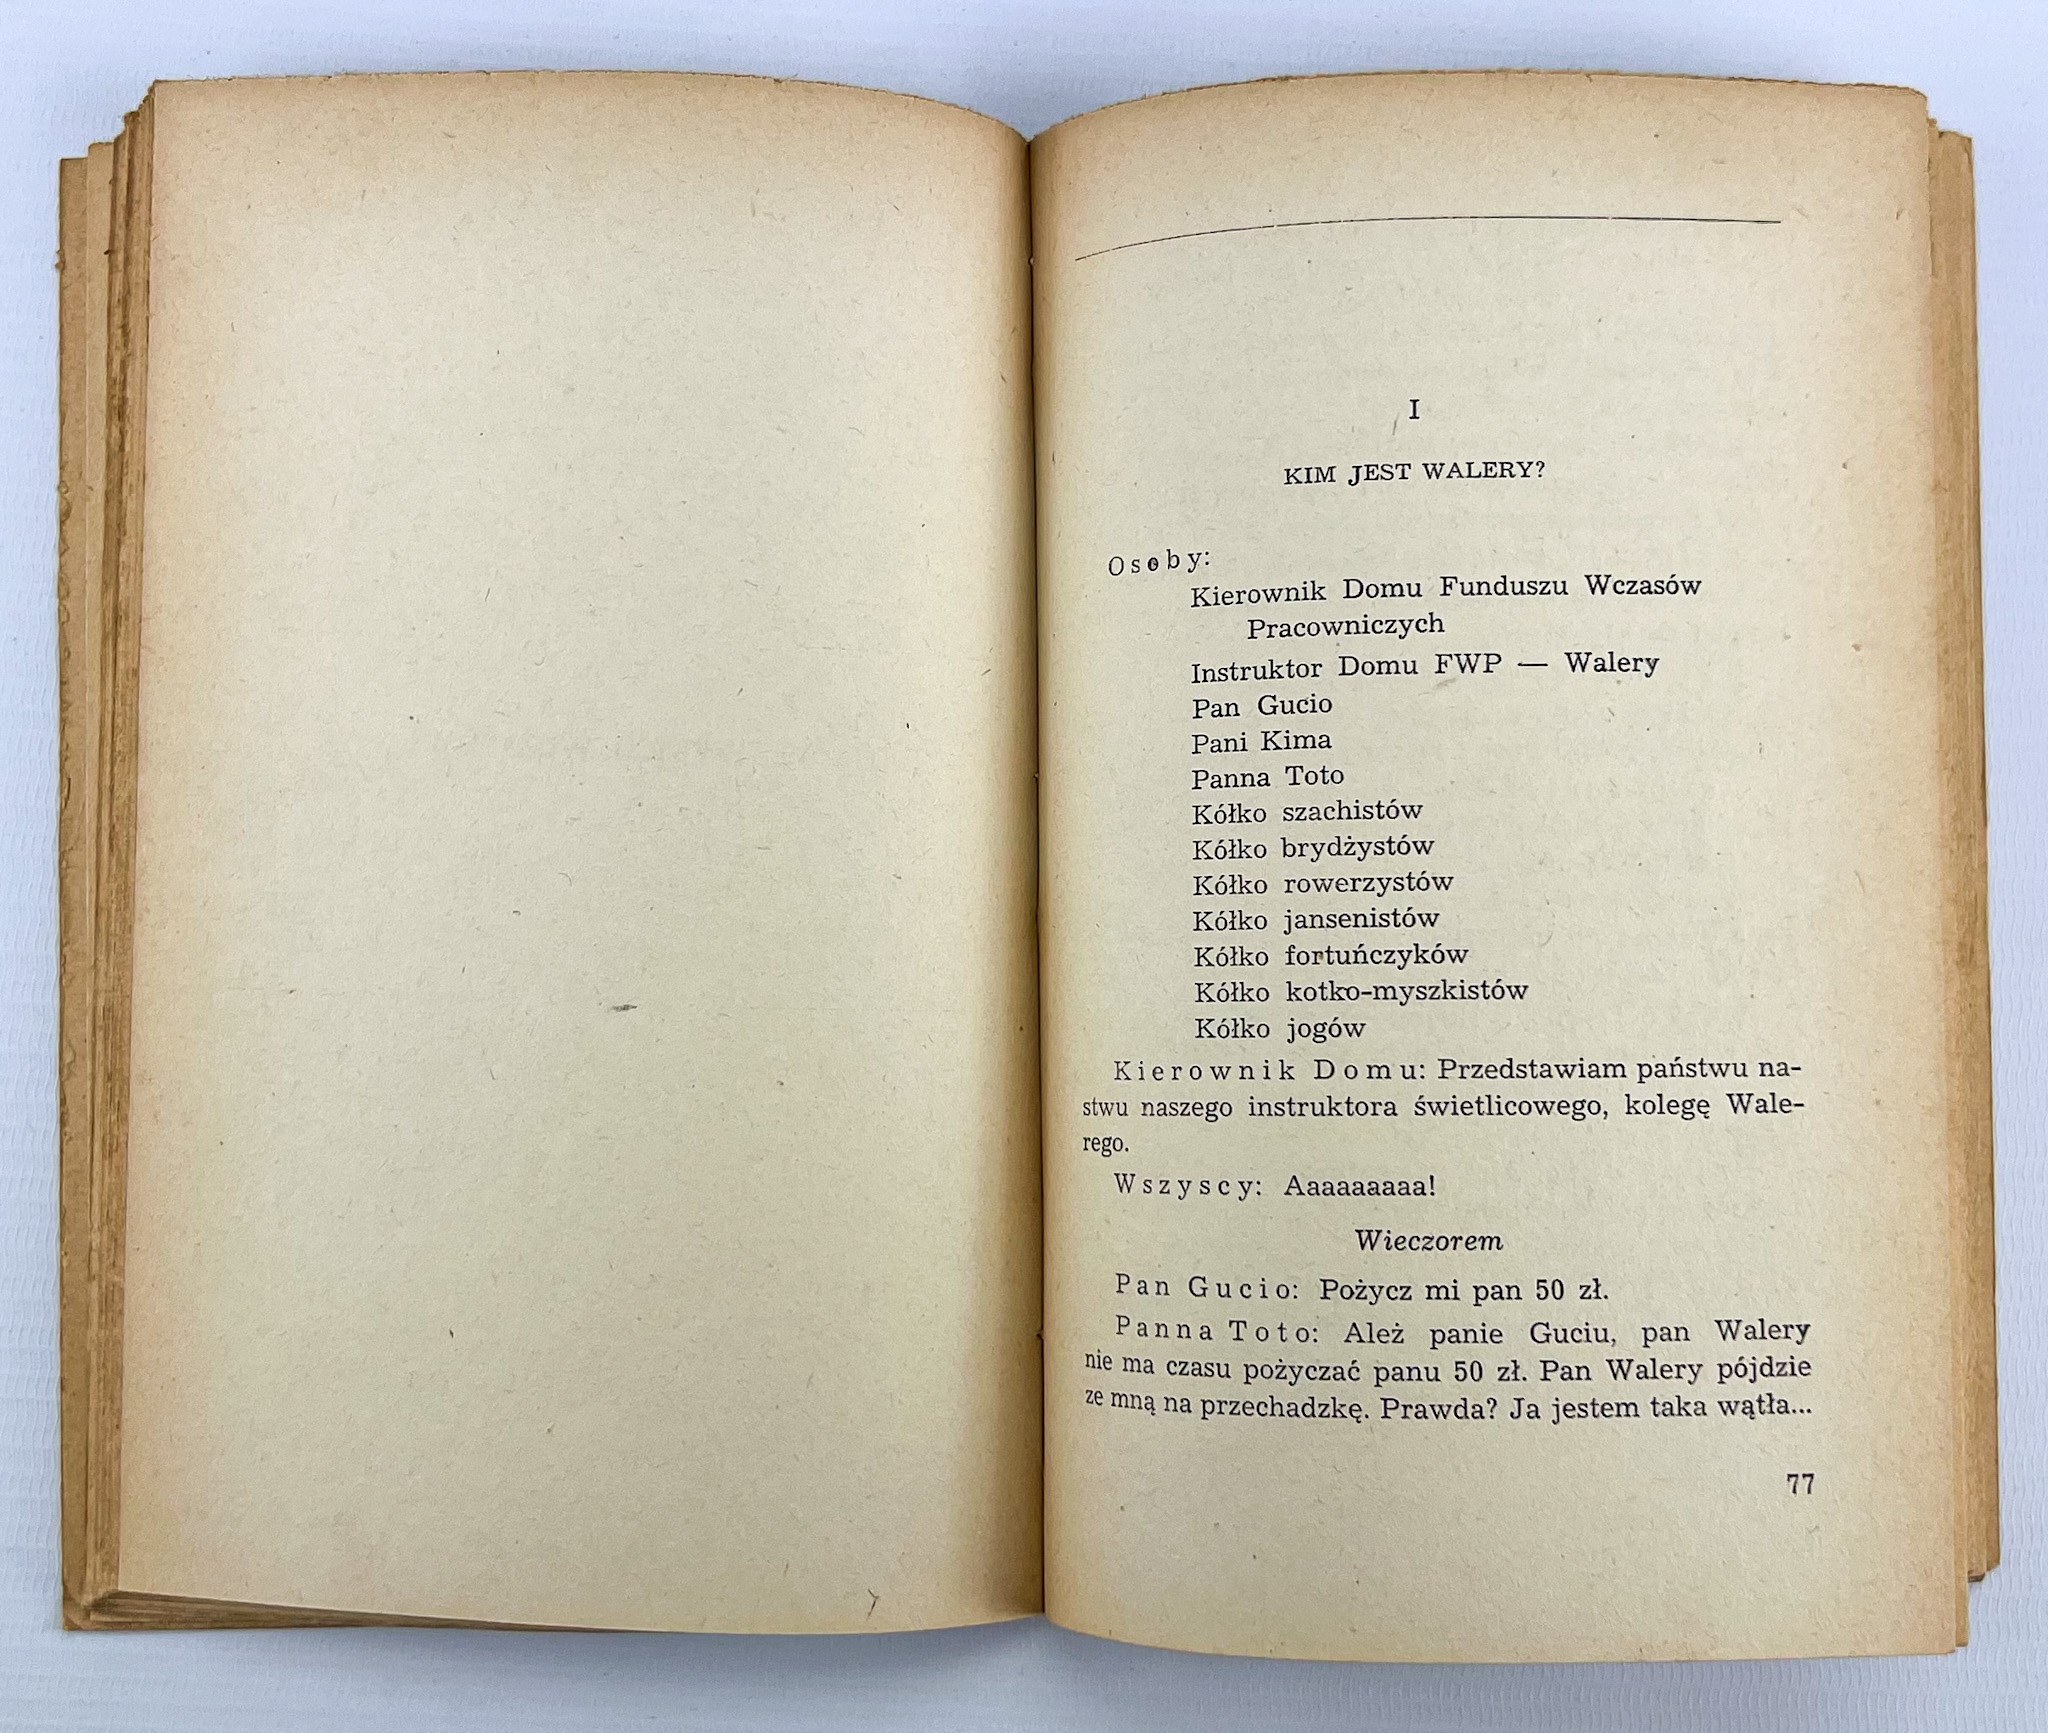 I
KIM JEST WALERY?
Osoby:
Kierownik Domu Funduszu Wczasów
Pracowniczych
Instruktor Domu FWP — Walery
Pan Gucio
Pani Kima
Panna Toto
Kółko szachistów
Kółko brydżystów
Kółko rowerzystów
Kółko jansenistów
Kółko fortuńczyków
Kółko kotko-myszkistów
Kółko jogów
Kierownik Domu: Przedstawiam państwu na-
stwu naszego instruktora świetlicowego, kolegę Wale-
rego.
Wszyscy: Aaaaaaaaa!
Wieczorem
Pan Gucio: Pożycz mi pan 50 zł.
Panna Toto: Ależ panie Guciu, pan Walery
nie ma czasu pożyczać panu 50 zł. Pan Walery pójdzie
ze mną na przechadzkę. Prawda? Ja jestem taka wątła...
77